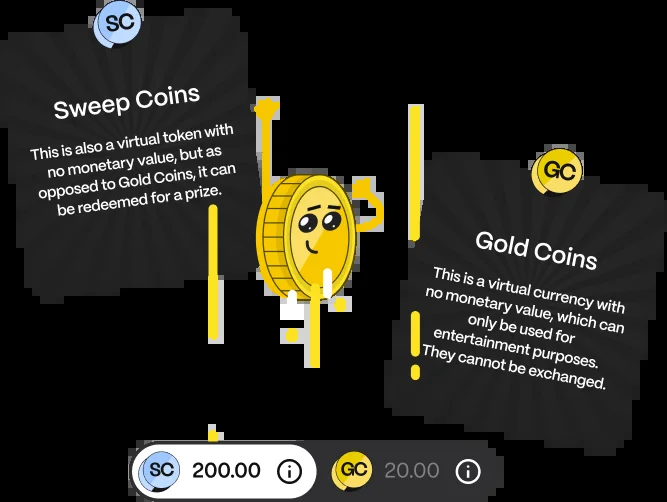 SC
Sweep Coins
This is also a virtual token with
no monetary value, but as
opposed to Gold Coins, it can
be redeemed for a prize.
GC
Gold Coins
This is a virtual currency with
no monetary value, which can
only be used for
entertainment purposes.
They cannot be exchanged.
SC 200.00 i GC 20.00 i